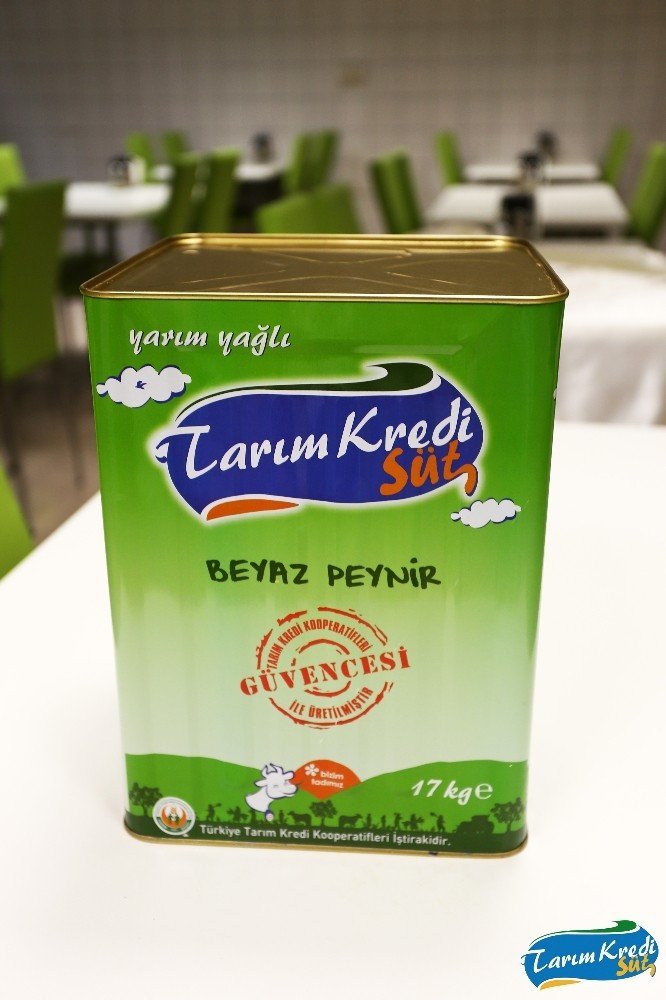 yarım yağlı
Tarım Kredi
Süt
BEYAZ PEYNİR
TARIM KREDİ KOOPERATİFLERİ
GÜVENCESİ
İLE ÜRETİLMİŞTİR
bizim
tadımız
17 kg ℮
Türkiye Tarım Kredi Kooperatifleri İştirakidir.
Tarım Kredi
Süt